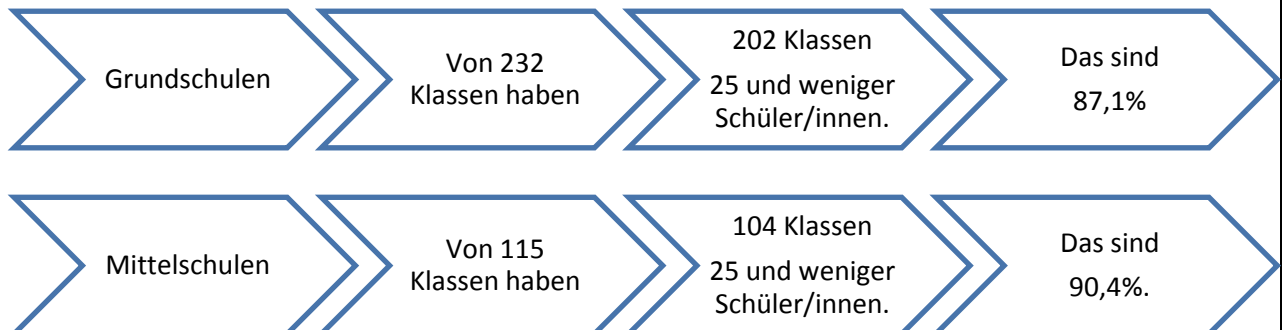 Grundschulen
Von 232
Klassen haben
202 Klassen
25 und weniger
Schüler/innen.
Das sind
87,1%
Mittelschulen
Von 115
Klassen haben
104 Klassen
25 und weniger
Schüler/innen.
Das sind
90,4%.